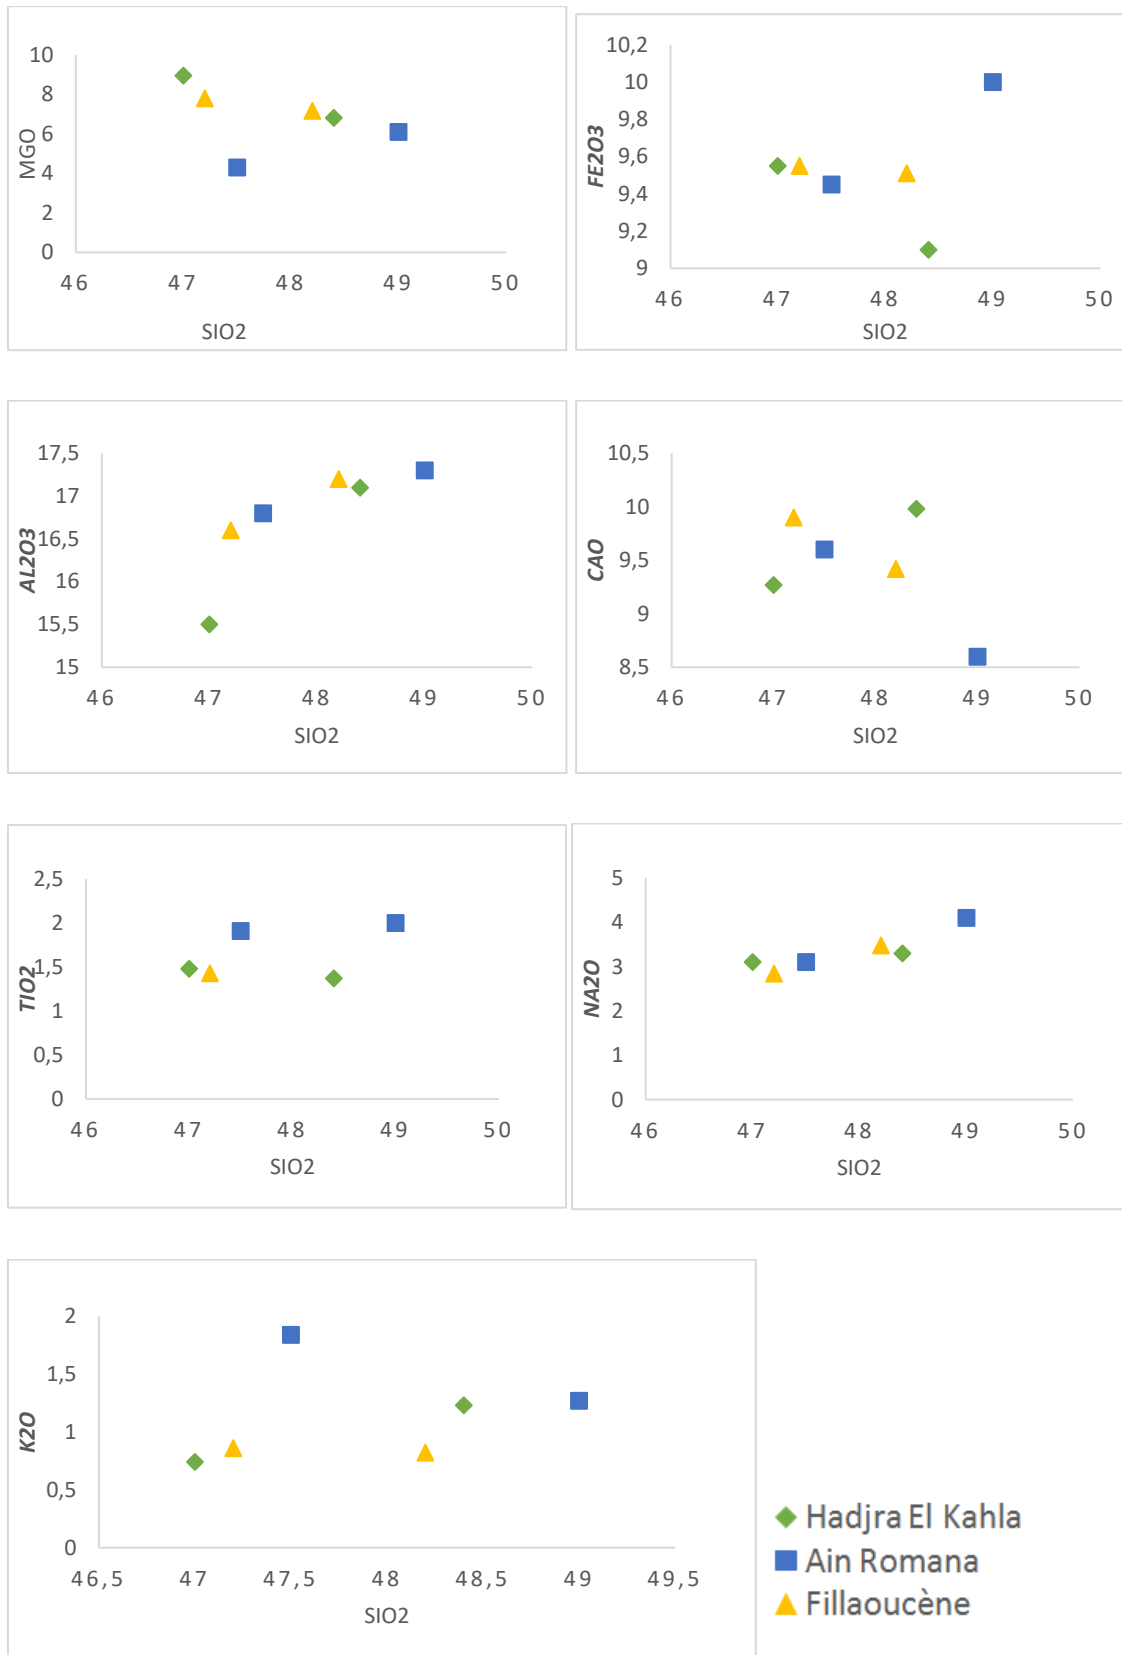 10
8
6
4
2
0
MGO
46 47 48 49 50
SIO2
10,2
10
9,8
9,6
9,4
9,2
9
FE2O3
46 47 48 49 50
SIO2
17,5
17
16,5
16
15,5
15
AL2O3
46 47 48 49 50
SIO2
10,5
10
9,5
9
8,5
CAO
46 47 48 49 50
SIO2
2,5
2
1,5
1
0,5
0
TIO2
46 47 48 49 50
SIO2
5
4
3
2
1
0
NA2O
46 47 48 49 50
SIO2
2
1,5
1
0,5
0
K2O
46,5 47 47,5 48 48,5 49 49,5
SIO2
Hadjra El Kahla
Ain Romana
Fillaoucène